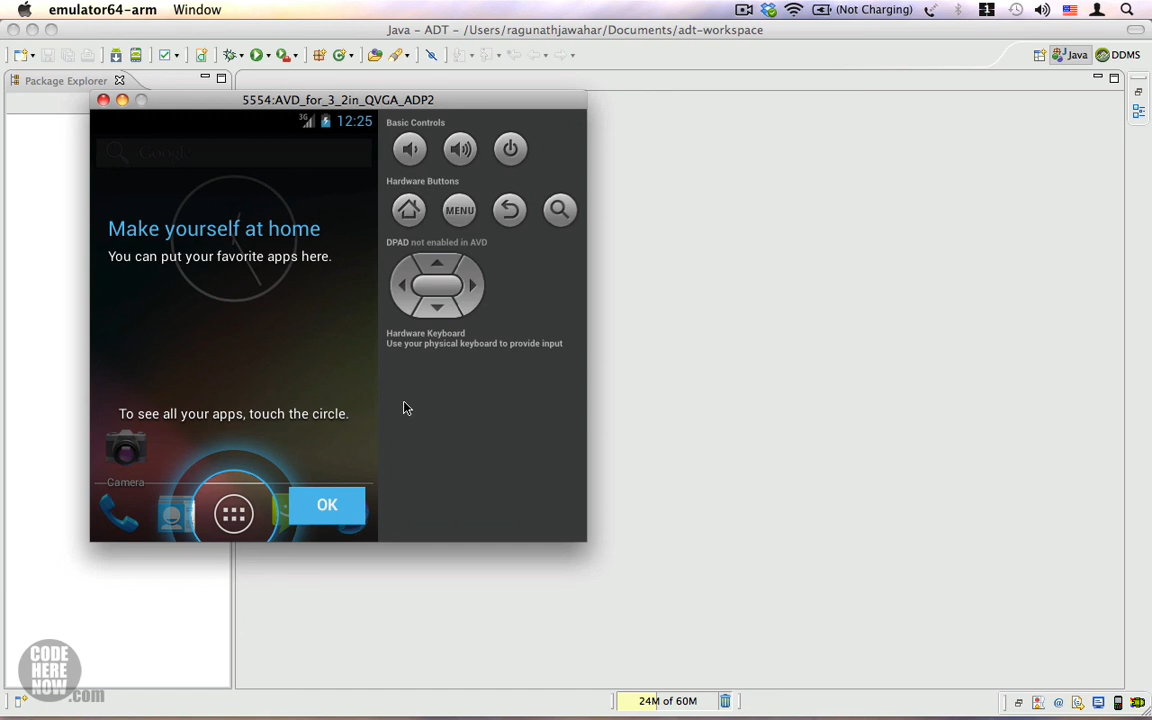 emulator64-arm Window (Not Charging) 1
Java - ADT - /Users/ragunathjawahar/Documents/adt-workspace
Java DDMS
Package Explorer
5554:AVD_for_3_2in_QVGA_ADP2
3G 12:25
Google
Make yourself at home
You can put your favorite apps here.
To see all your apps, touch the circle.
Camera
OK
Basic Controls
Hardware Buttons
MENU
DPAD not enabled in AVD
Hardware Keyboard
Use your physical keyboard to provide input
CODE
HERE
NOW
.com
24M of 60M
@